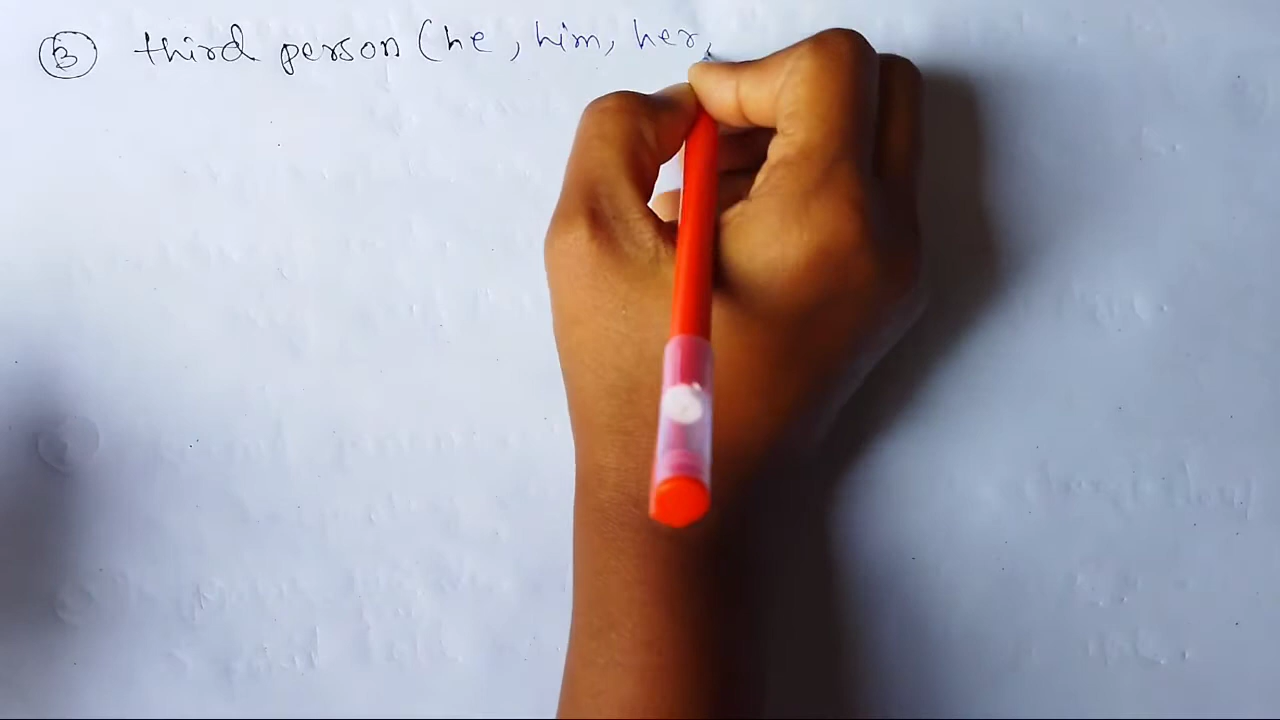 ③ third person (he, him, her,